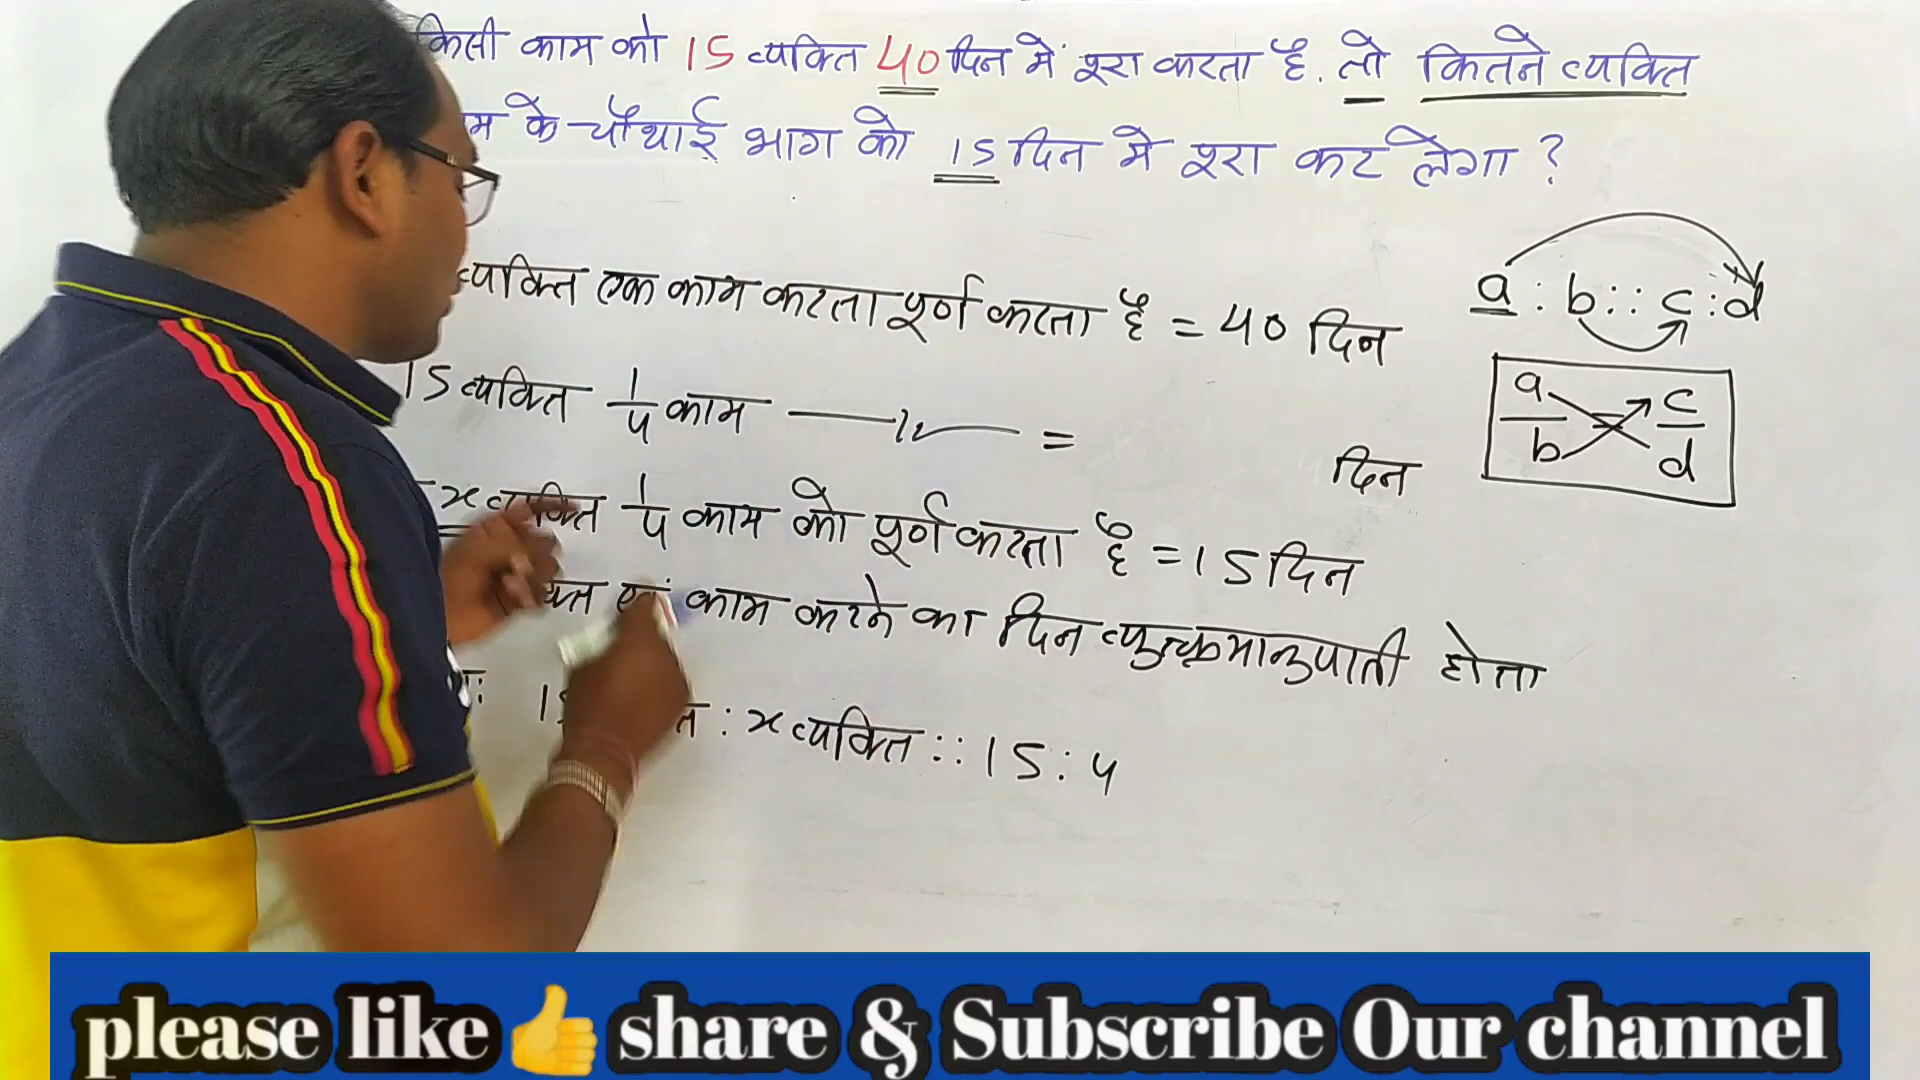 किसी काम को 15 व्यक्ति 40 दिन में पूरा करता है. तो कितने व्यक्ति
के चौथाई भाग को 15 दिन मे पूरा कर लेगा ?
व्यक्ति एक काम करता पूर्ण करता है = 40 दिन
15 व्यक्ति 1/4 काम =
दिन
x व्यक्ति 1/4 काम को पूर्ण करता है = 15 दिन
काम करने का दिन व्युत्क्रमानुपाती होता
: x व्यक्ति :: 15 : 4
a : b :: c : d
a/b = c/d
please like 👍 share & Subscribe Our channel